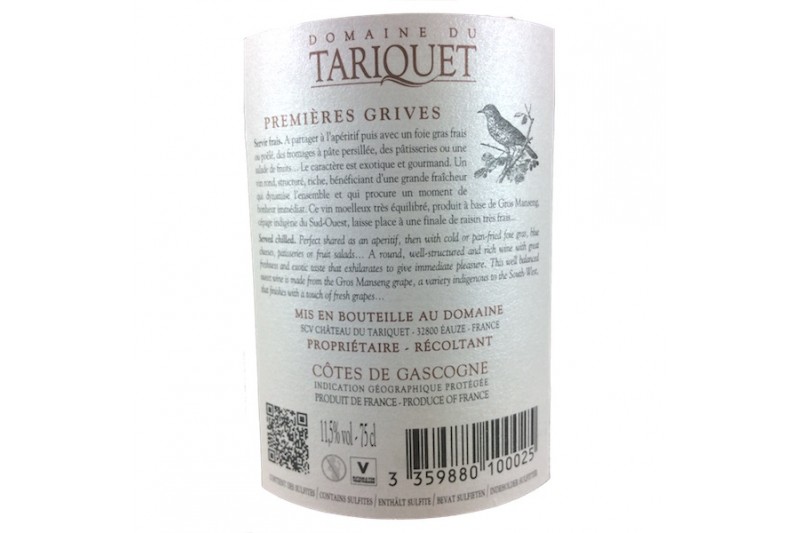 DOMAINE DU
TARIQUET
PREMIÈRES GRIVES
Servir frais. A partager à l'apéritif puis avec un foie gras frais
ou poêlé, des fromages à pâte persillée, des pâtisseries ou une
salade de fruits... Le caractère est exotique et gourmand. Un
vin rond, structuré, riche, bénéficiant d'une grande fraîcheur
qui dynamise l'ensemble et qui procure un moment de
bonheur immédiat. Ce vin moelleux très équilibré, produit à base de Gros Manseng,
cépage indigène du Sud-Ouest, laisse place à une finale de raisin très frais...
Served chilled. Perfect shared as an aperitif, then with cold or pan-fried foie gras, blue
cheeses, patisseries or fruit salads... A round, well-structured and rich wine with great
freshness and exotic taste that exhilarates to give immediate pleasure. This well balanced
sweet wine is made from the Gros Manseng grape, a variety indigenous to the South West,
that finishes with a touch of fresh grapes...
MIS EN BOUTEILLE AU DOMAINE
SCV CHÂTEAU DU TARIQUET - 32800 ÉAUZE - FRANCE
PROPRIÉTAIRE - RÉCOLTANT
CÔTES DE GASCOGNE
INDICATION GÉOGRAPHIQUE PROTÉGÉE
PRODUIT DE FRANCE - PRODUCE OF FRANCE
11,5% vol - 75 cl
V
3 359880 100025
CONTIENT DES SULFITES / CONTAINS SULFITES / ENTHÄLT SULFITE / BEVAT SULFIETEN / INDEHOLDER SULFITTER